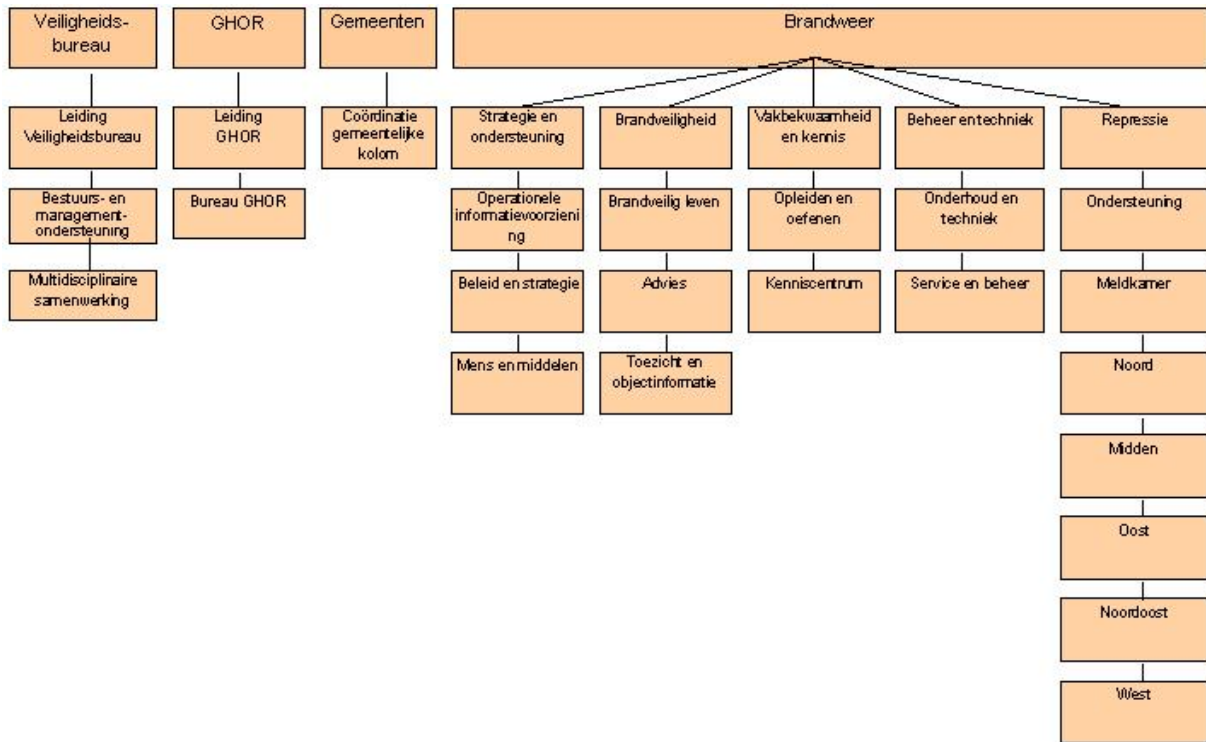 Veiligheids-
bureau
GHOR
Gemeenten
Brandweer
Leiding
Veiligheidsbureau
Bestuurs- en
management-
ondersteuning
Multidisciplinaire
samenwerking
Leiding
GHOR
Bureau GHOR
Coördinatie
gemeentelijke
kolom
Strategie en
ondersteuning
Operationele
informatievoorzieni
ng
Beleid en strategie
Mens en middelen
Brandveiligheid
Brandveilig leven
Advies
Toezicht en
objectinformatie
Vakbekwaamheid
en kennis
Opleiden en
oefenen
Kenniscentrum
Beheer en techniek
Onderhoud en
techniek
Service en beheer
Repressie
Ondersteuning
Meldkamer
Noord
Midden
Oost
Noordoost
West